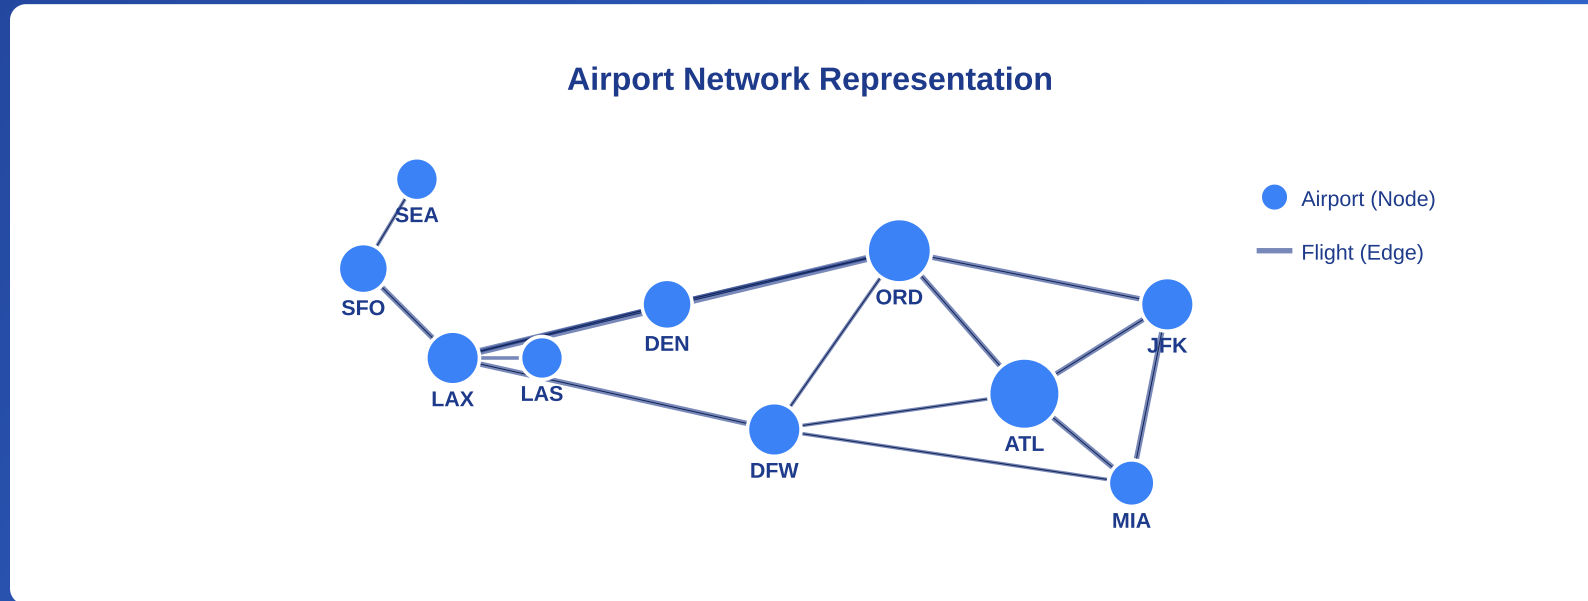 Airport Network Representation
SEA
Airport (Node)
Flight (Edge)
SFO
ORD
DEN
JFK
LAX
LAS
ATL
DFW
MIA